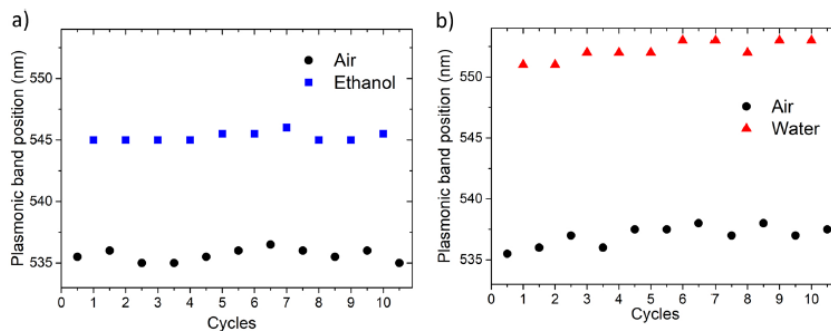 a)
Plasmonic band position (nm)
550
545
540
535
Air
Ethanol
0 1 2 3 4 5 6 7 8 9 10
Cycles
b)
Plasmonic band position (nm)
550
545
540
535
Air
Water
0 1 2 3 4 5 6 7 8 9 10
Cycles